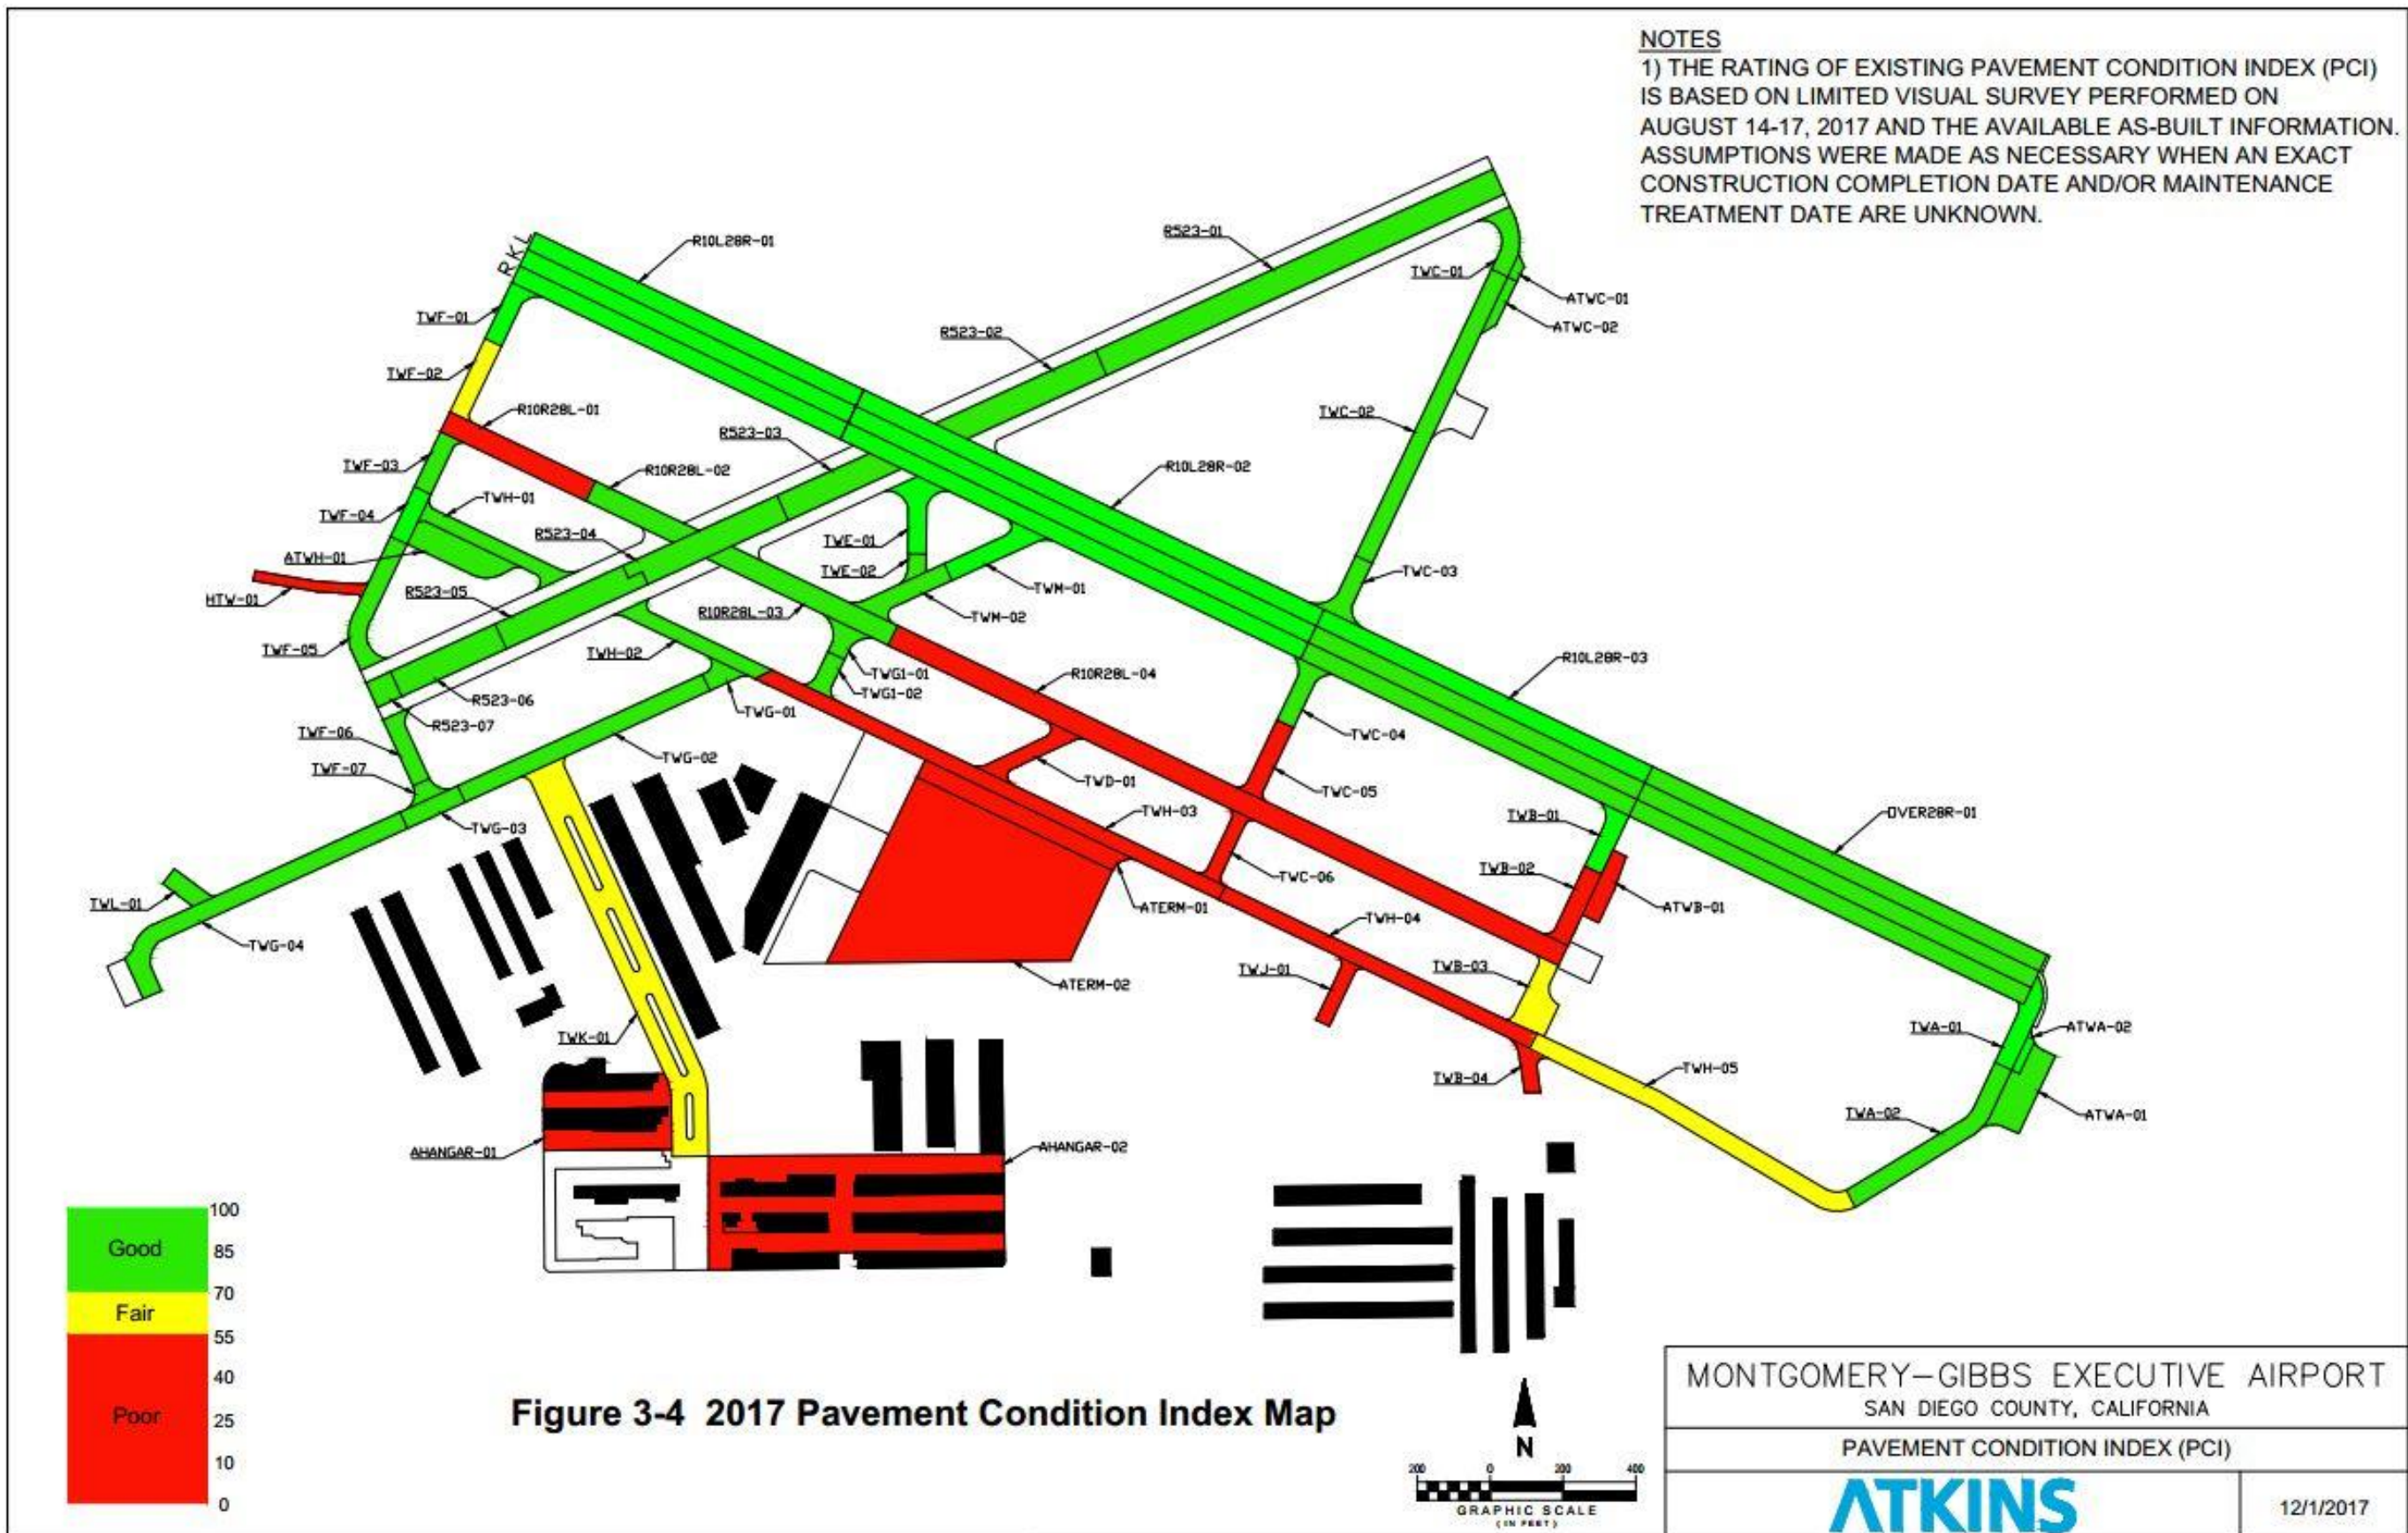 NOTES
1) THE RATING OF EXISTING PAVEMENT CONDITION INDEX (PCI)
IS BASED ON LIMITED VISUAL SURVEY PERFORMED ON
AUGUST 14-17, 2017 AND THE AVAILABLE AS-BUILT INFORMATION.
ASSUMPTIONS WERE MADE AS NECESSARY WHEN AN EXACT
CONSTRUCTION COMPLETION DATE AND/OR MAINTENANCE
TREATMENT DATE ARE UNKNOWN.
RKL
R10L28R-01
R523-01
TWC-01
ATWC-01
ATWC-02
TWF-01
R523-02
TWF-02
R10R28L-01
TWC-02
R523-03
TWF-03
R10R28L-02
R10L28R-02
TWH-01
TWF-04
R523-04
TWE-01
ATWH-01
TWE-02
TWC-03
TWM-01
HTW-01
R523-05
R10R28L-03
TWM-02
TWF-05
TWH-02
R10L28R-03
TWG1-01
R10R28L-04
TWG1-02
R523-06
TWG-01
R523-07
TWF-06
TWC-04
TWG-02
TWF-07
TWD-01
TWC-05
TWH-03
OVER28R-01
TWB-01
TWG-03
TWB-02
TWC-06
TWL-01
ATERM-01
ATWB-01
TWH-04
TWG-04
TWJ-01
TWB-03
ATERM-02
TWK-01
TWA-01
ATWA-02
TWH-05
TWB-04
TWA-02
ATWA-01
AHANGAR-01
AHANGAR-02
100
Good
85
70
Fair
55
40
Poor
25
10
0
Figure 3-4 2017 Pavement Condition Index Map
N
200 0 200 400
GRAPHIC SCALE
( IN FEET )
MONTGOMERY-GIBBS EXECUTIVE AIRPORT
SAN DIEGO COUNTY, CALIFORNIA
PAVEMENT CONDITION INDEX (PCI)
ATKINS
12/1/2017